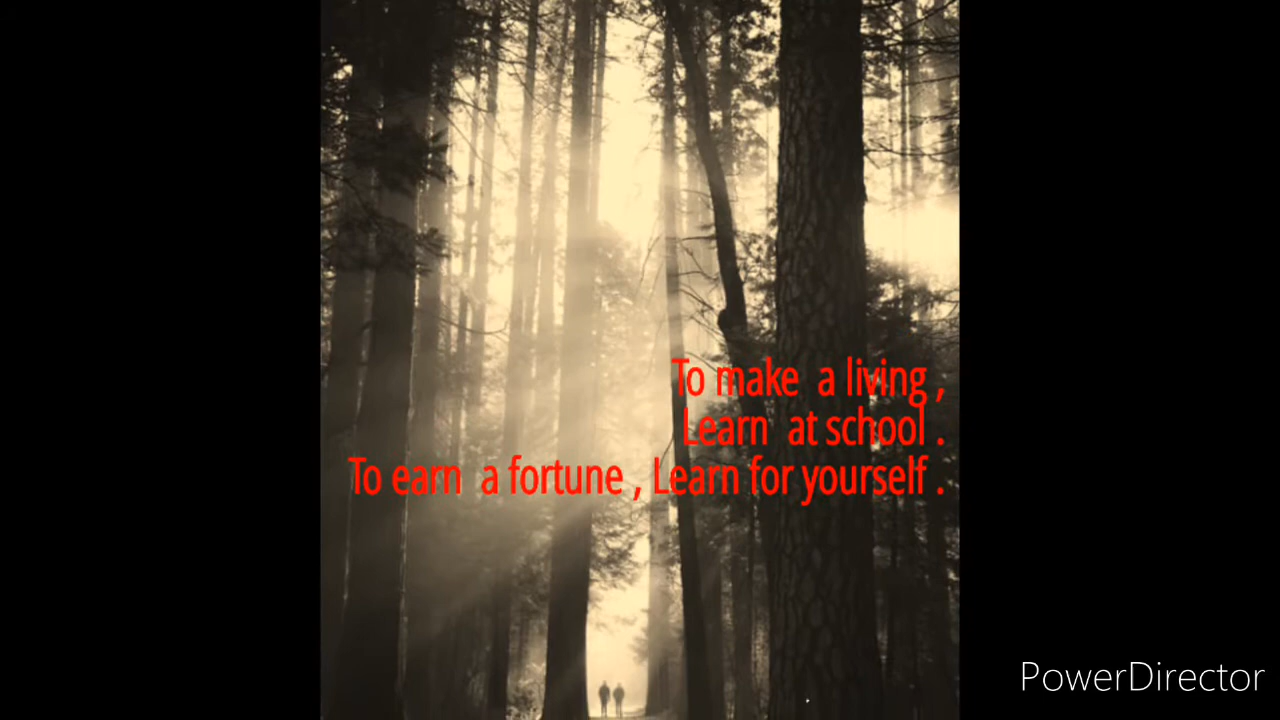 To make  a living ,
Learn  at school .
To earn  a fortune , Learn for yourself .
PowerDirector